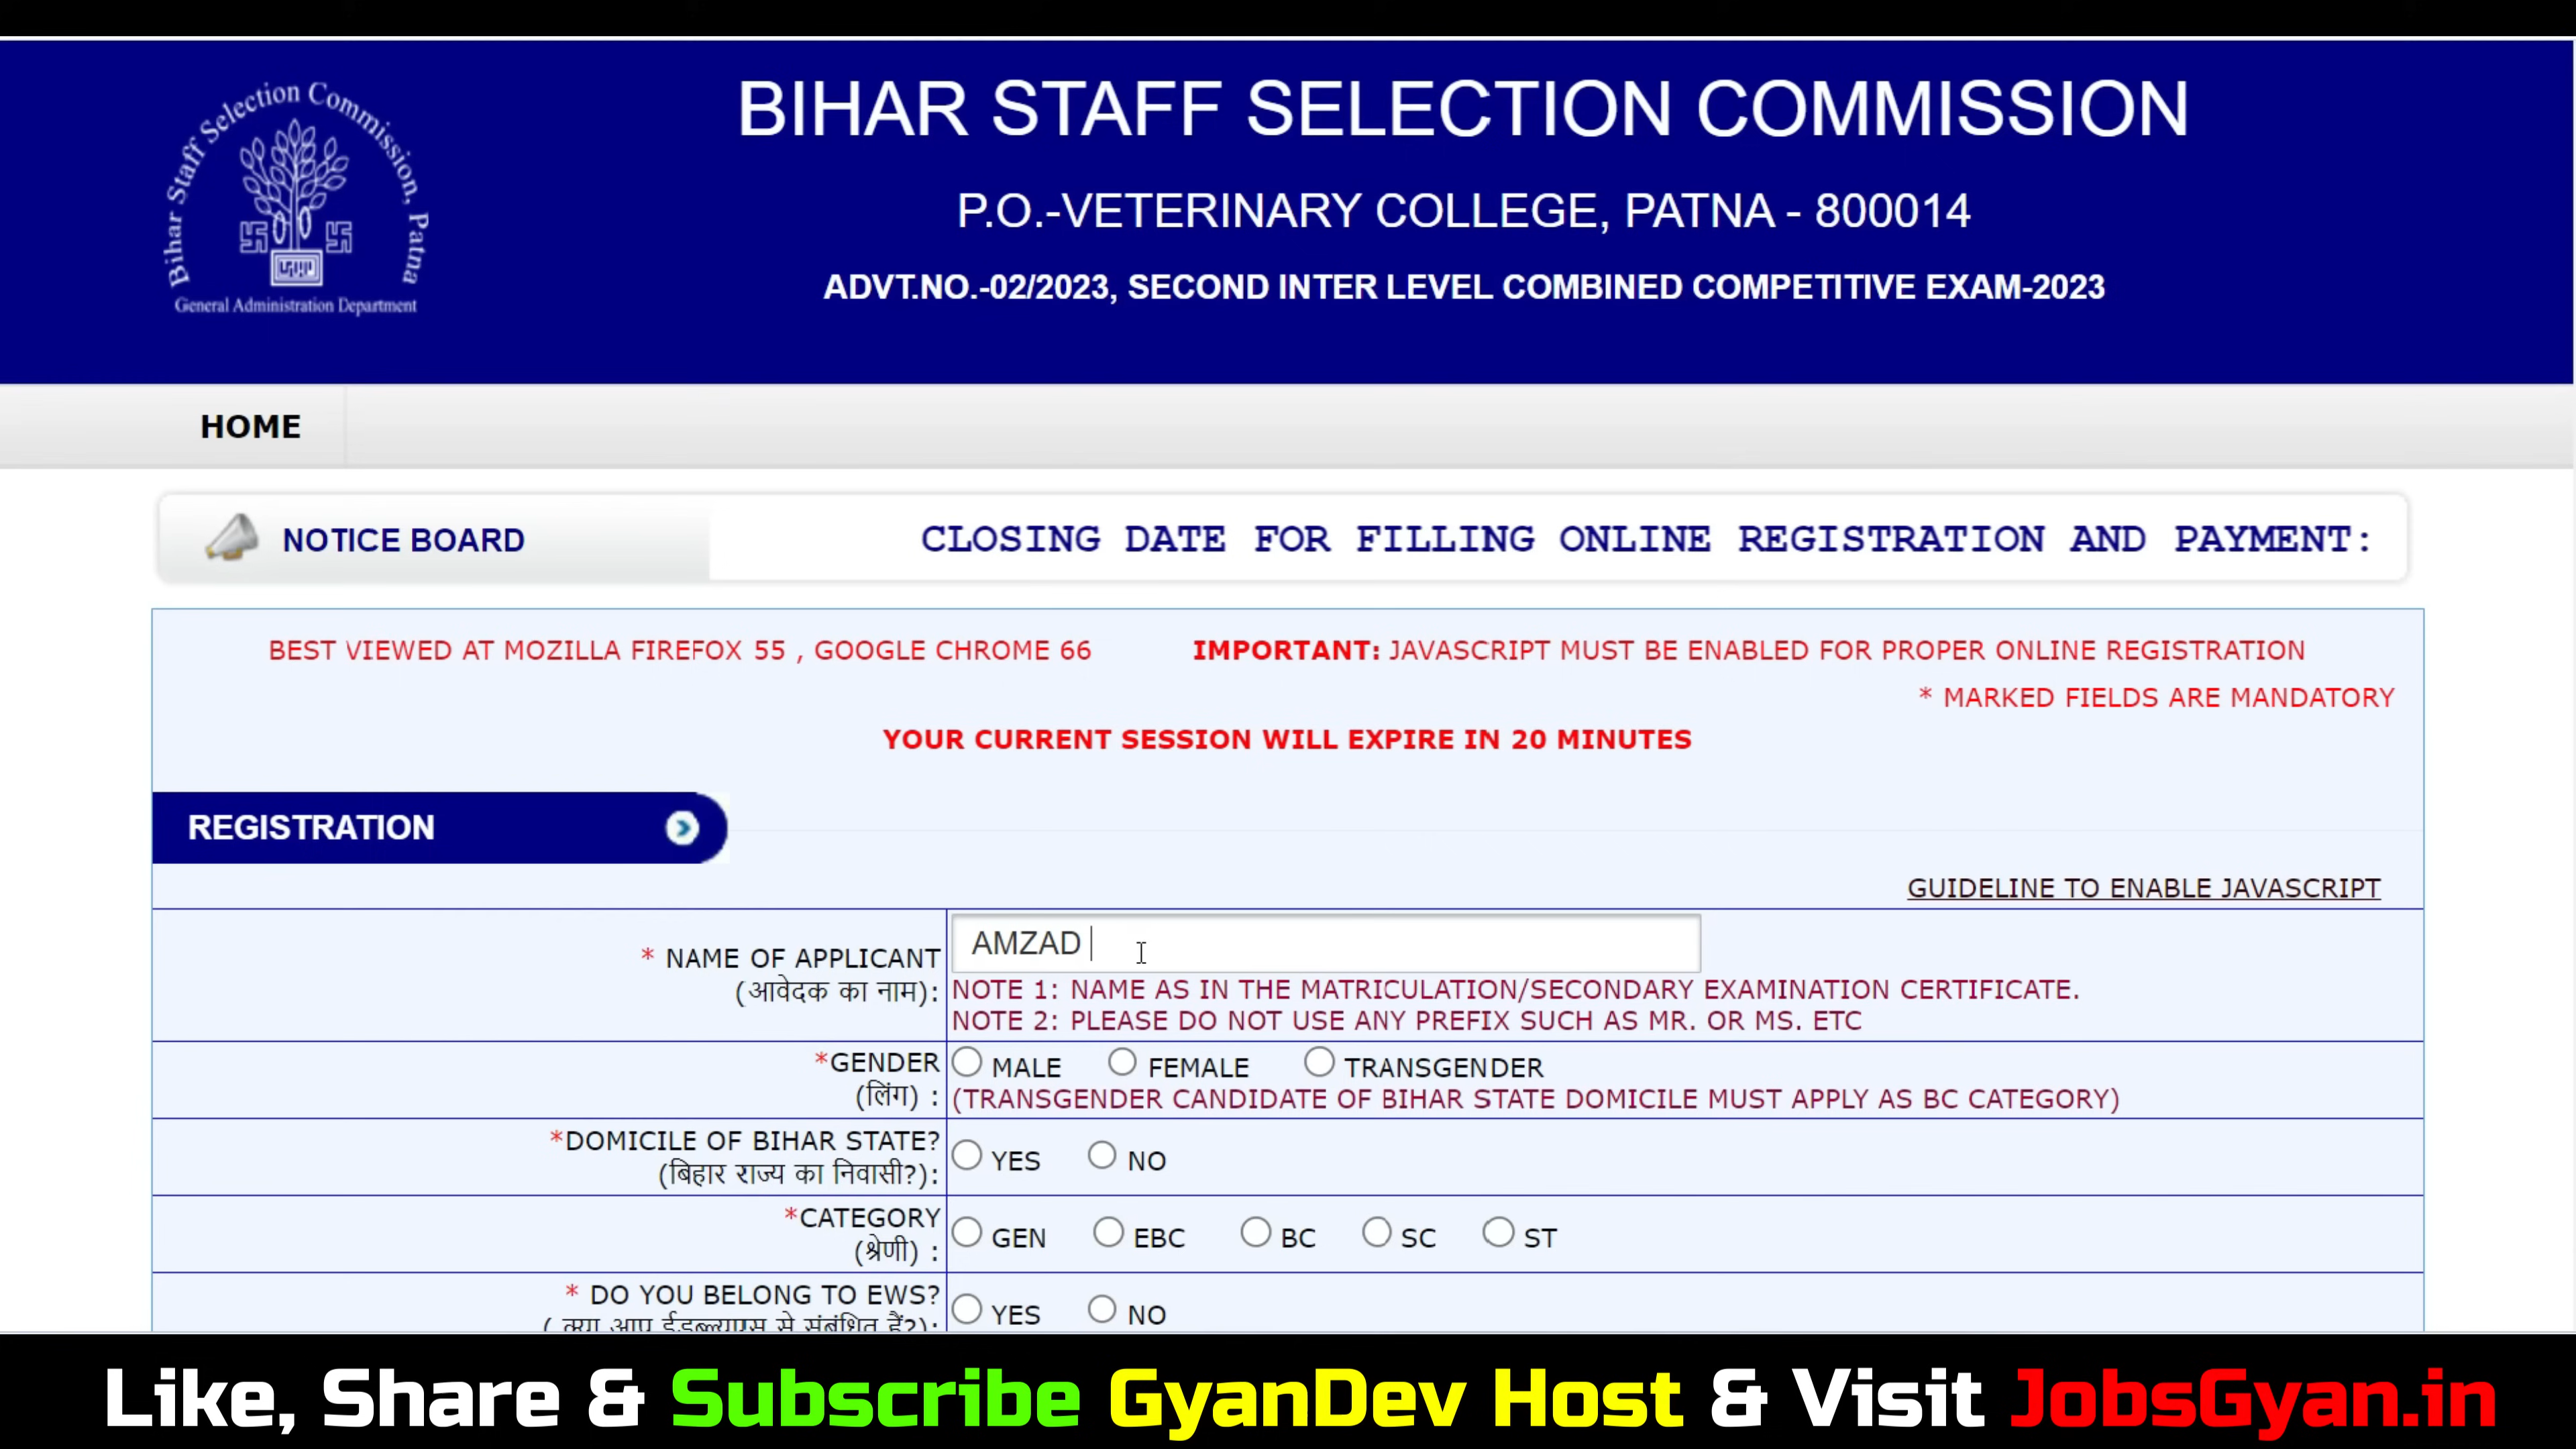 Bihar Staff Selection Commission, Patna
General Administration Department
BIHAR STAFF SELECTION COMMISSION
P.O.-VETERINARY COLLEGE, PATNA - 800014
ADVT.NO.-02/2023, SECOND INTER LEVEL COMBINED COMPETITIVE EXAM-2023
HOME
NOTICE BOARD
CLOSING DATE FOR FILLING ONLINE REGISTRATION AND PAYMENT:
BEST VIEWED AT MOZILLA FIREFOX 55 , GOOGLE CHROME 66
IMPORTANT: JAVASCRIPT MUST BE ENABLED FOR PROPER ONLINE REGISTRATION
* MARKED FIELDS ARE MANDATORY
YOUR CURRENT SESSION WILL EXPIRE IN 20 MINUTES
REGISTRATION
GUIDELINE TO ENABLE JAVASCRIPT
* NAME OF APPLICANT
(आवेदक का नाम):
AMZAD
NOTE 1: NAME AS IN THE MATRICULATION/SECONDARY EXAMINATION CERTIFICATE.
NOTE 2: PLEASE DO NOT USE ANY PREFIX SUCH AS MR. OR MS. ETC
*GENDER
(लिंग) :
MALE FEMALE TRANSGENDER
(TRANSGENDER CANDIDATE OF BIHAR STATE DOMICILE MUST APPLY AS BC CATEGORY)
*DOMICILE OF BIHAR STATE?
(बिहार राज्य का निवासी?):
YES NO
*CATEGORY
(श्रेणी) :
GEN EBC BC SC ST
* DO YOU BELONG TO EWS?
( क्या आप ईडब्ल्यूएस से संबंधित हैं?):
YES NO
Like, Share & Subscribe GyanDev Host & Visit JobsGyan.in